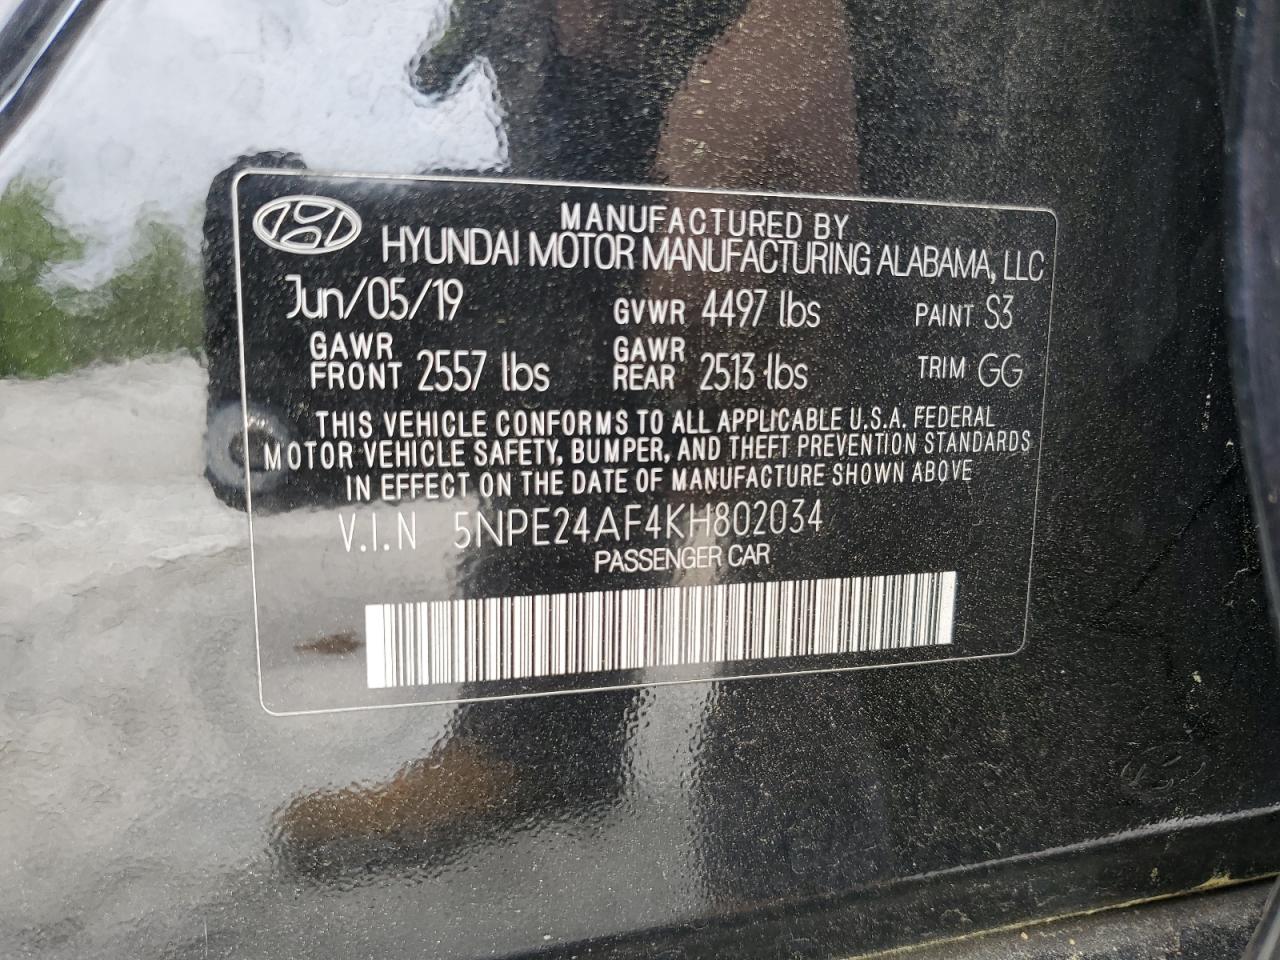 MANUFACTURED BY
HYUNDAI MOTOR MANUFACTURING ALABAMA, LLC
Jun/05/19 GVWR 4497 lbs PAINT S3
GAWR FRONT 2557 lbs GAWR REAR 2513 lbs TRIM GG
THIS VEHICLE CONFORMS TO ALL APPLICABLE U.S.A. FEDERAL
MOTOR VEHICLE SAFETY, BUMPER, AND THEFT PREVENTION STANDARDS
IN EFFECT ON THE DATE OF MANUFACTURE SHOWN ABOVE
V.I.N 5NPE24AF4KH802034
PASSENGER CAR